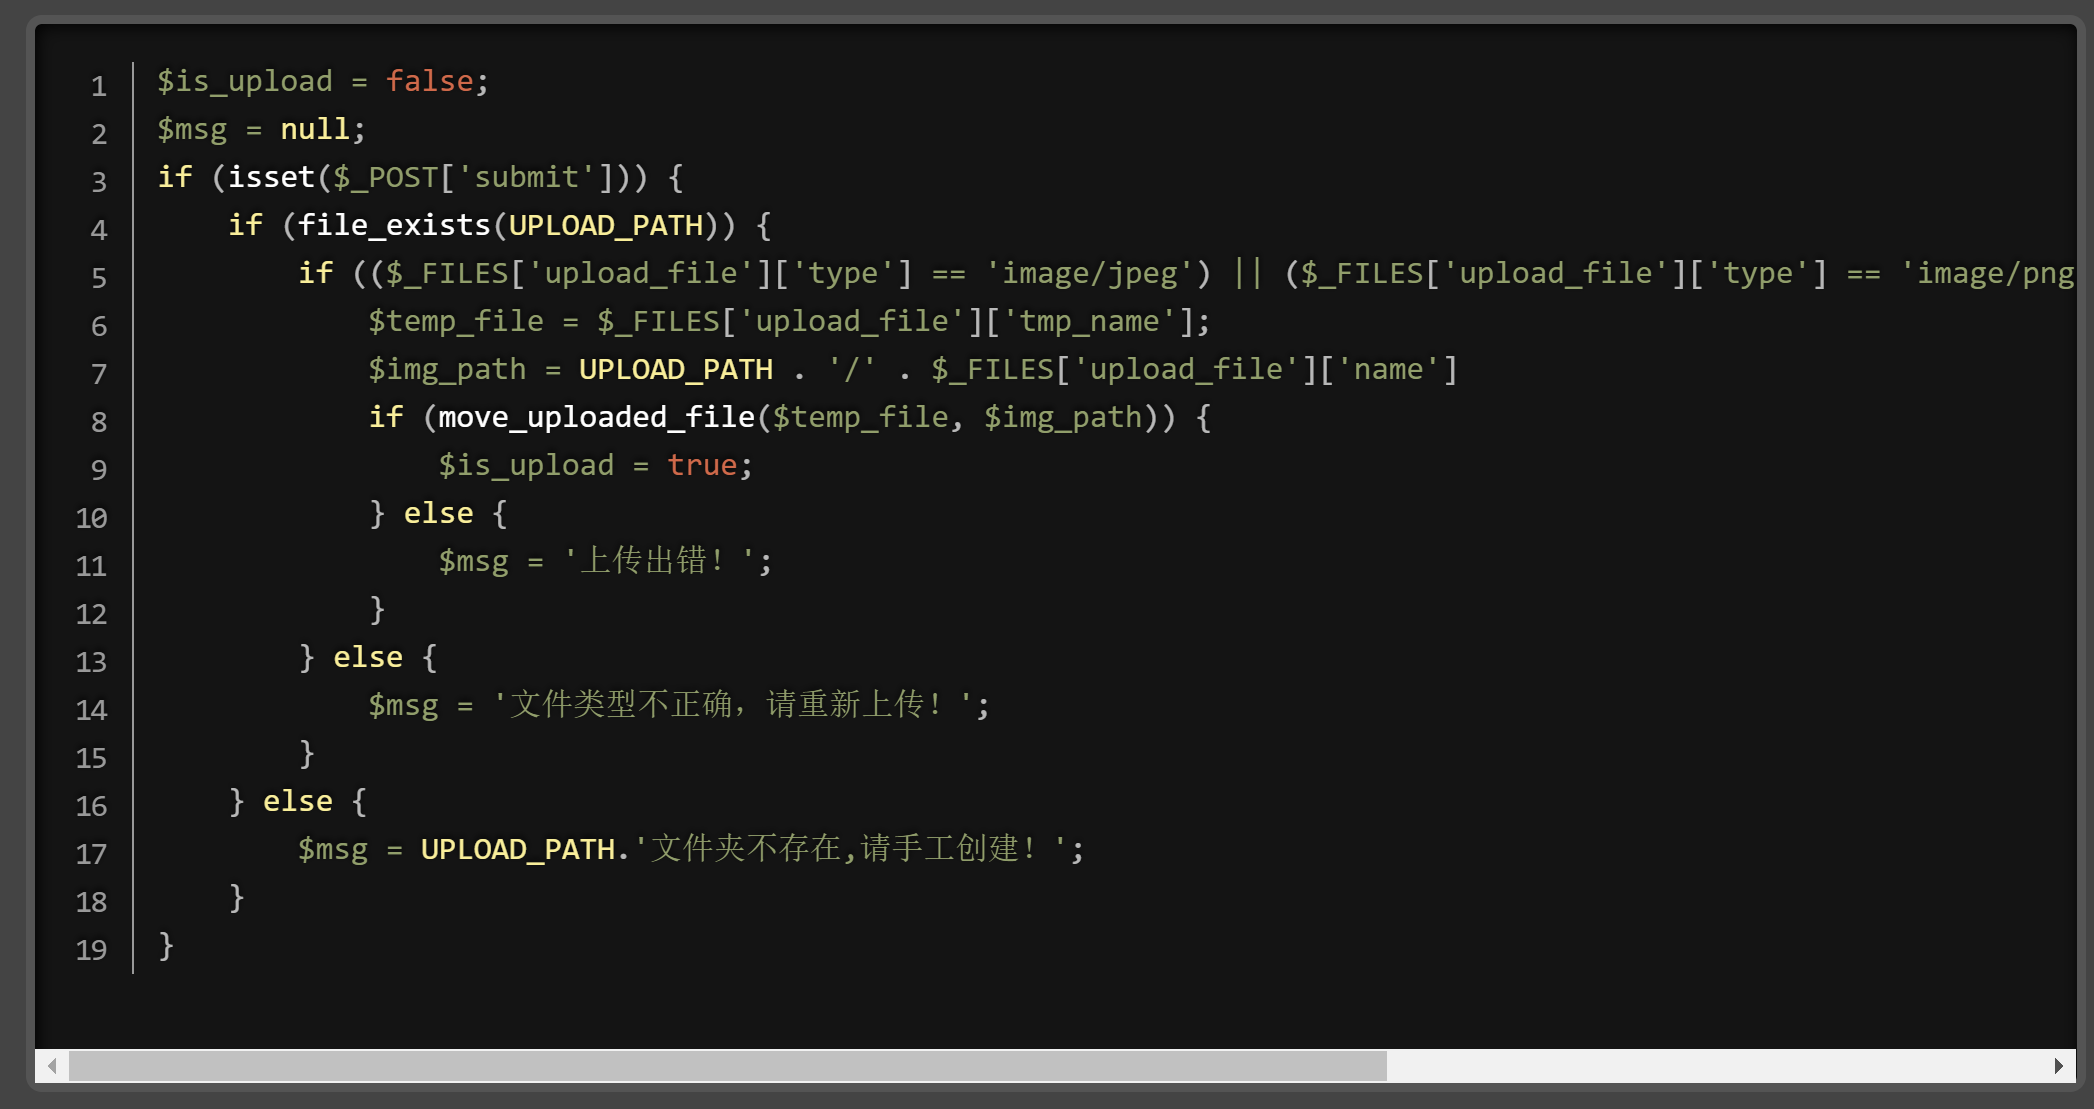 1 $is_upload = false;
2 $msg = null;
3 if (isset($_POST['submit'])) {
4     if (file_exists(UPLOAD_PATH)) {
5         if (($_FILES['upload_file']['type'] == 'image/jpeg') || ($_FILES['upload_file']['type'] == 'image/png
6             $temp_file = $_FILES['upload_file']['tmp_name'];
7             $img_path = UPLOAD_PATH . '/' . $_FILES['upload_file']['name']
8             if (move_uploaded_file($temp_file, $img_path)) {
9                 $is_upload = true;
10             } else {
11                 $msg = '上传出错！';
12             }
13         } else {
14             $msg = '文件类型不正确，请重新上传！';
15         }
16     } else {
17         $msg = UPLOAD_PATH.'文件夹不存在,请手工创建！';
18     }
19 }